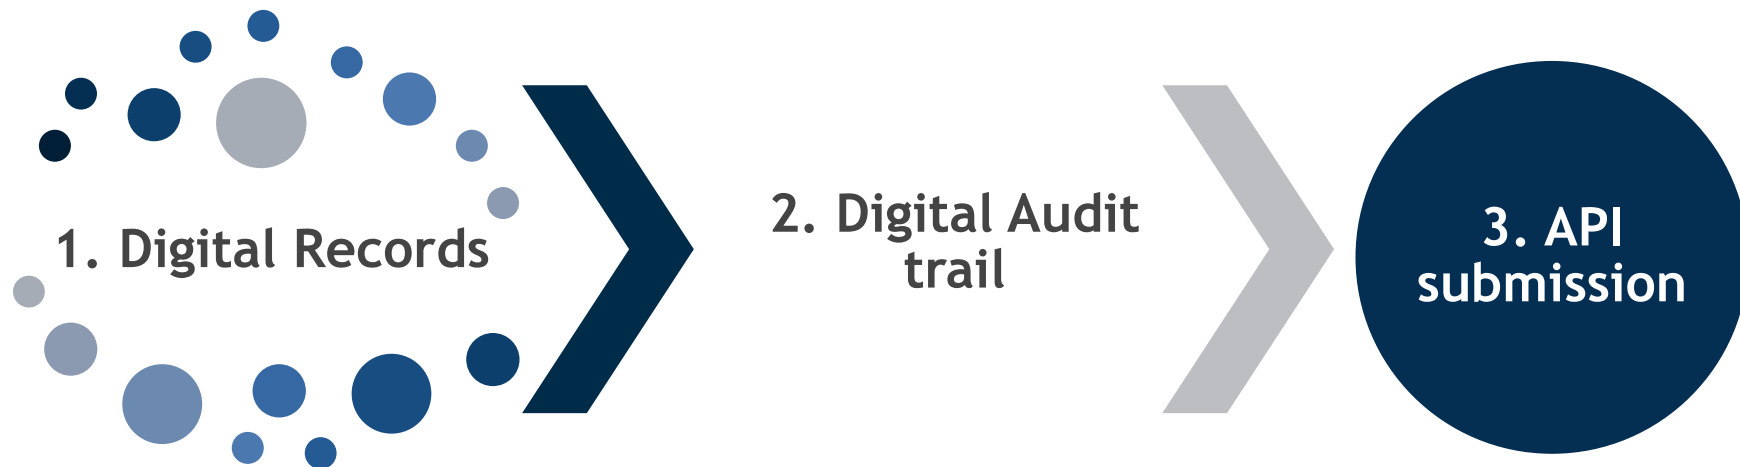 1. Digital Records
2. Digital Audit
trail
3. API
submission